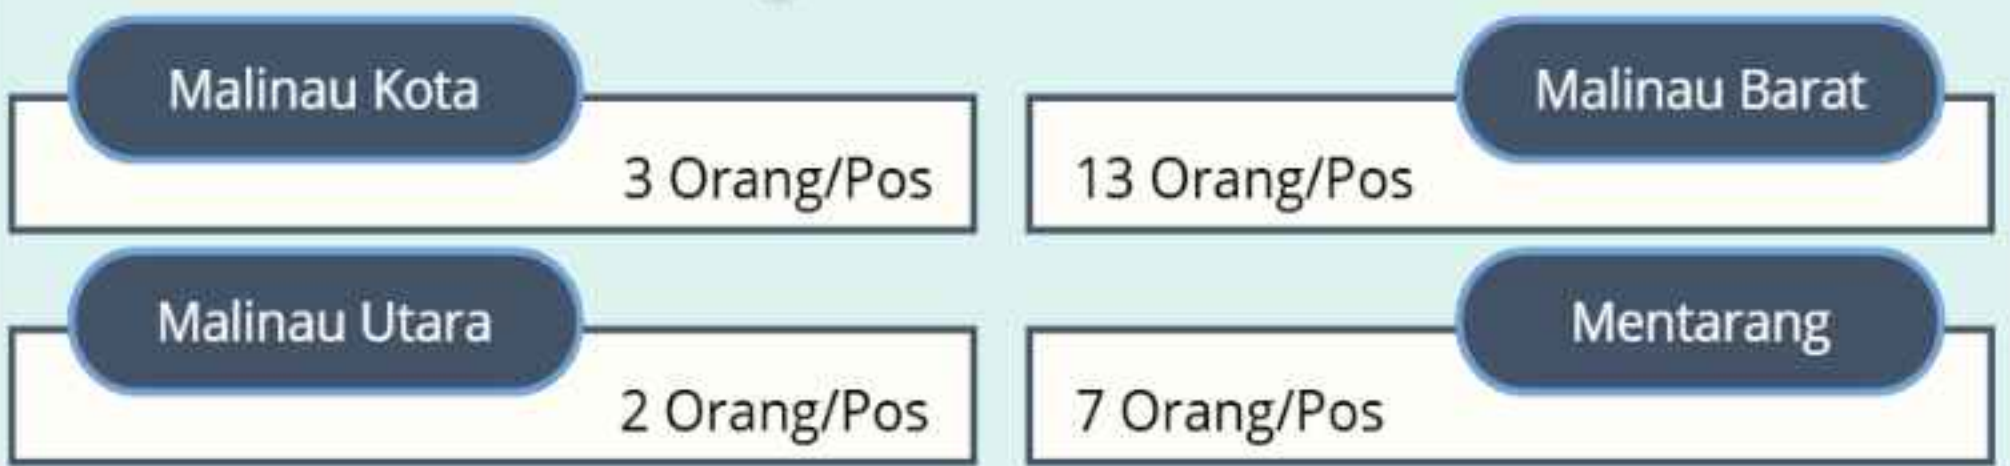 Malinau Kota
3 Orang/Pos
Malinau Barat
13 Orang/Pos
Malinau Utara
2 Orang/Pos
Mentarang
7 Orang/Pos